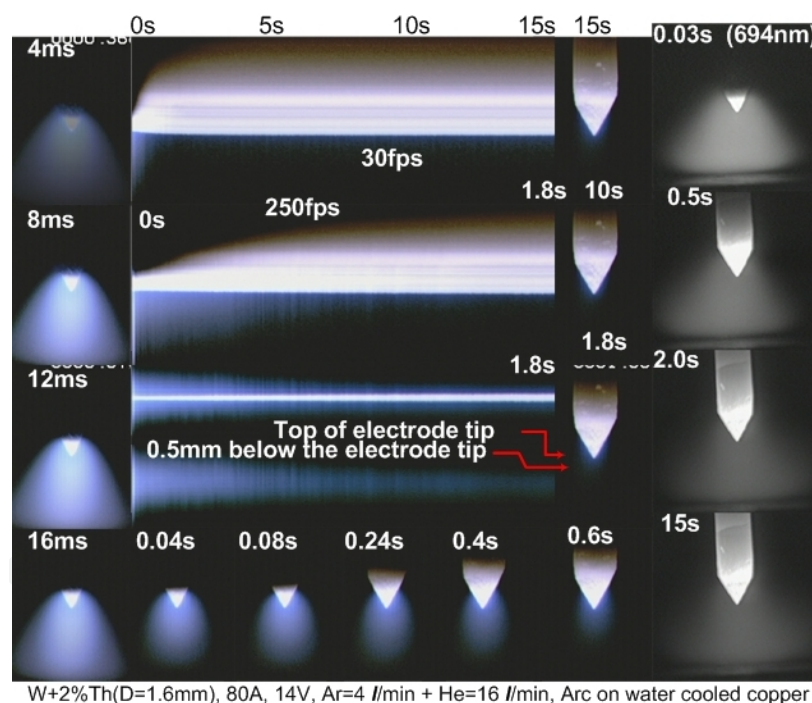 0s 5s 10s 15s 15s
4ms
0.03s (694nm)
30fps
1.8s 10s
0.5s
8ms
0s
250fps
1.8s
1.8s
2.0s
12ms
Top of electrode tip
0.5mm below the electrode tip
15s
16ms
0.04s
0.08s
0.24s
0.4s
0.6s
W+2%Th(D=1.6mm), 80A, 14V, Ar=4 l/min + He=16 l/min, Arc on water cooled copper